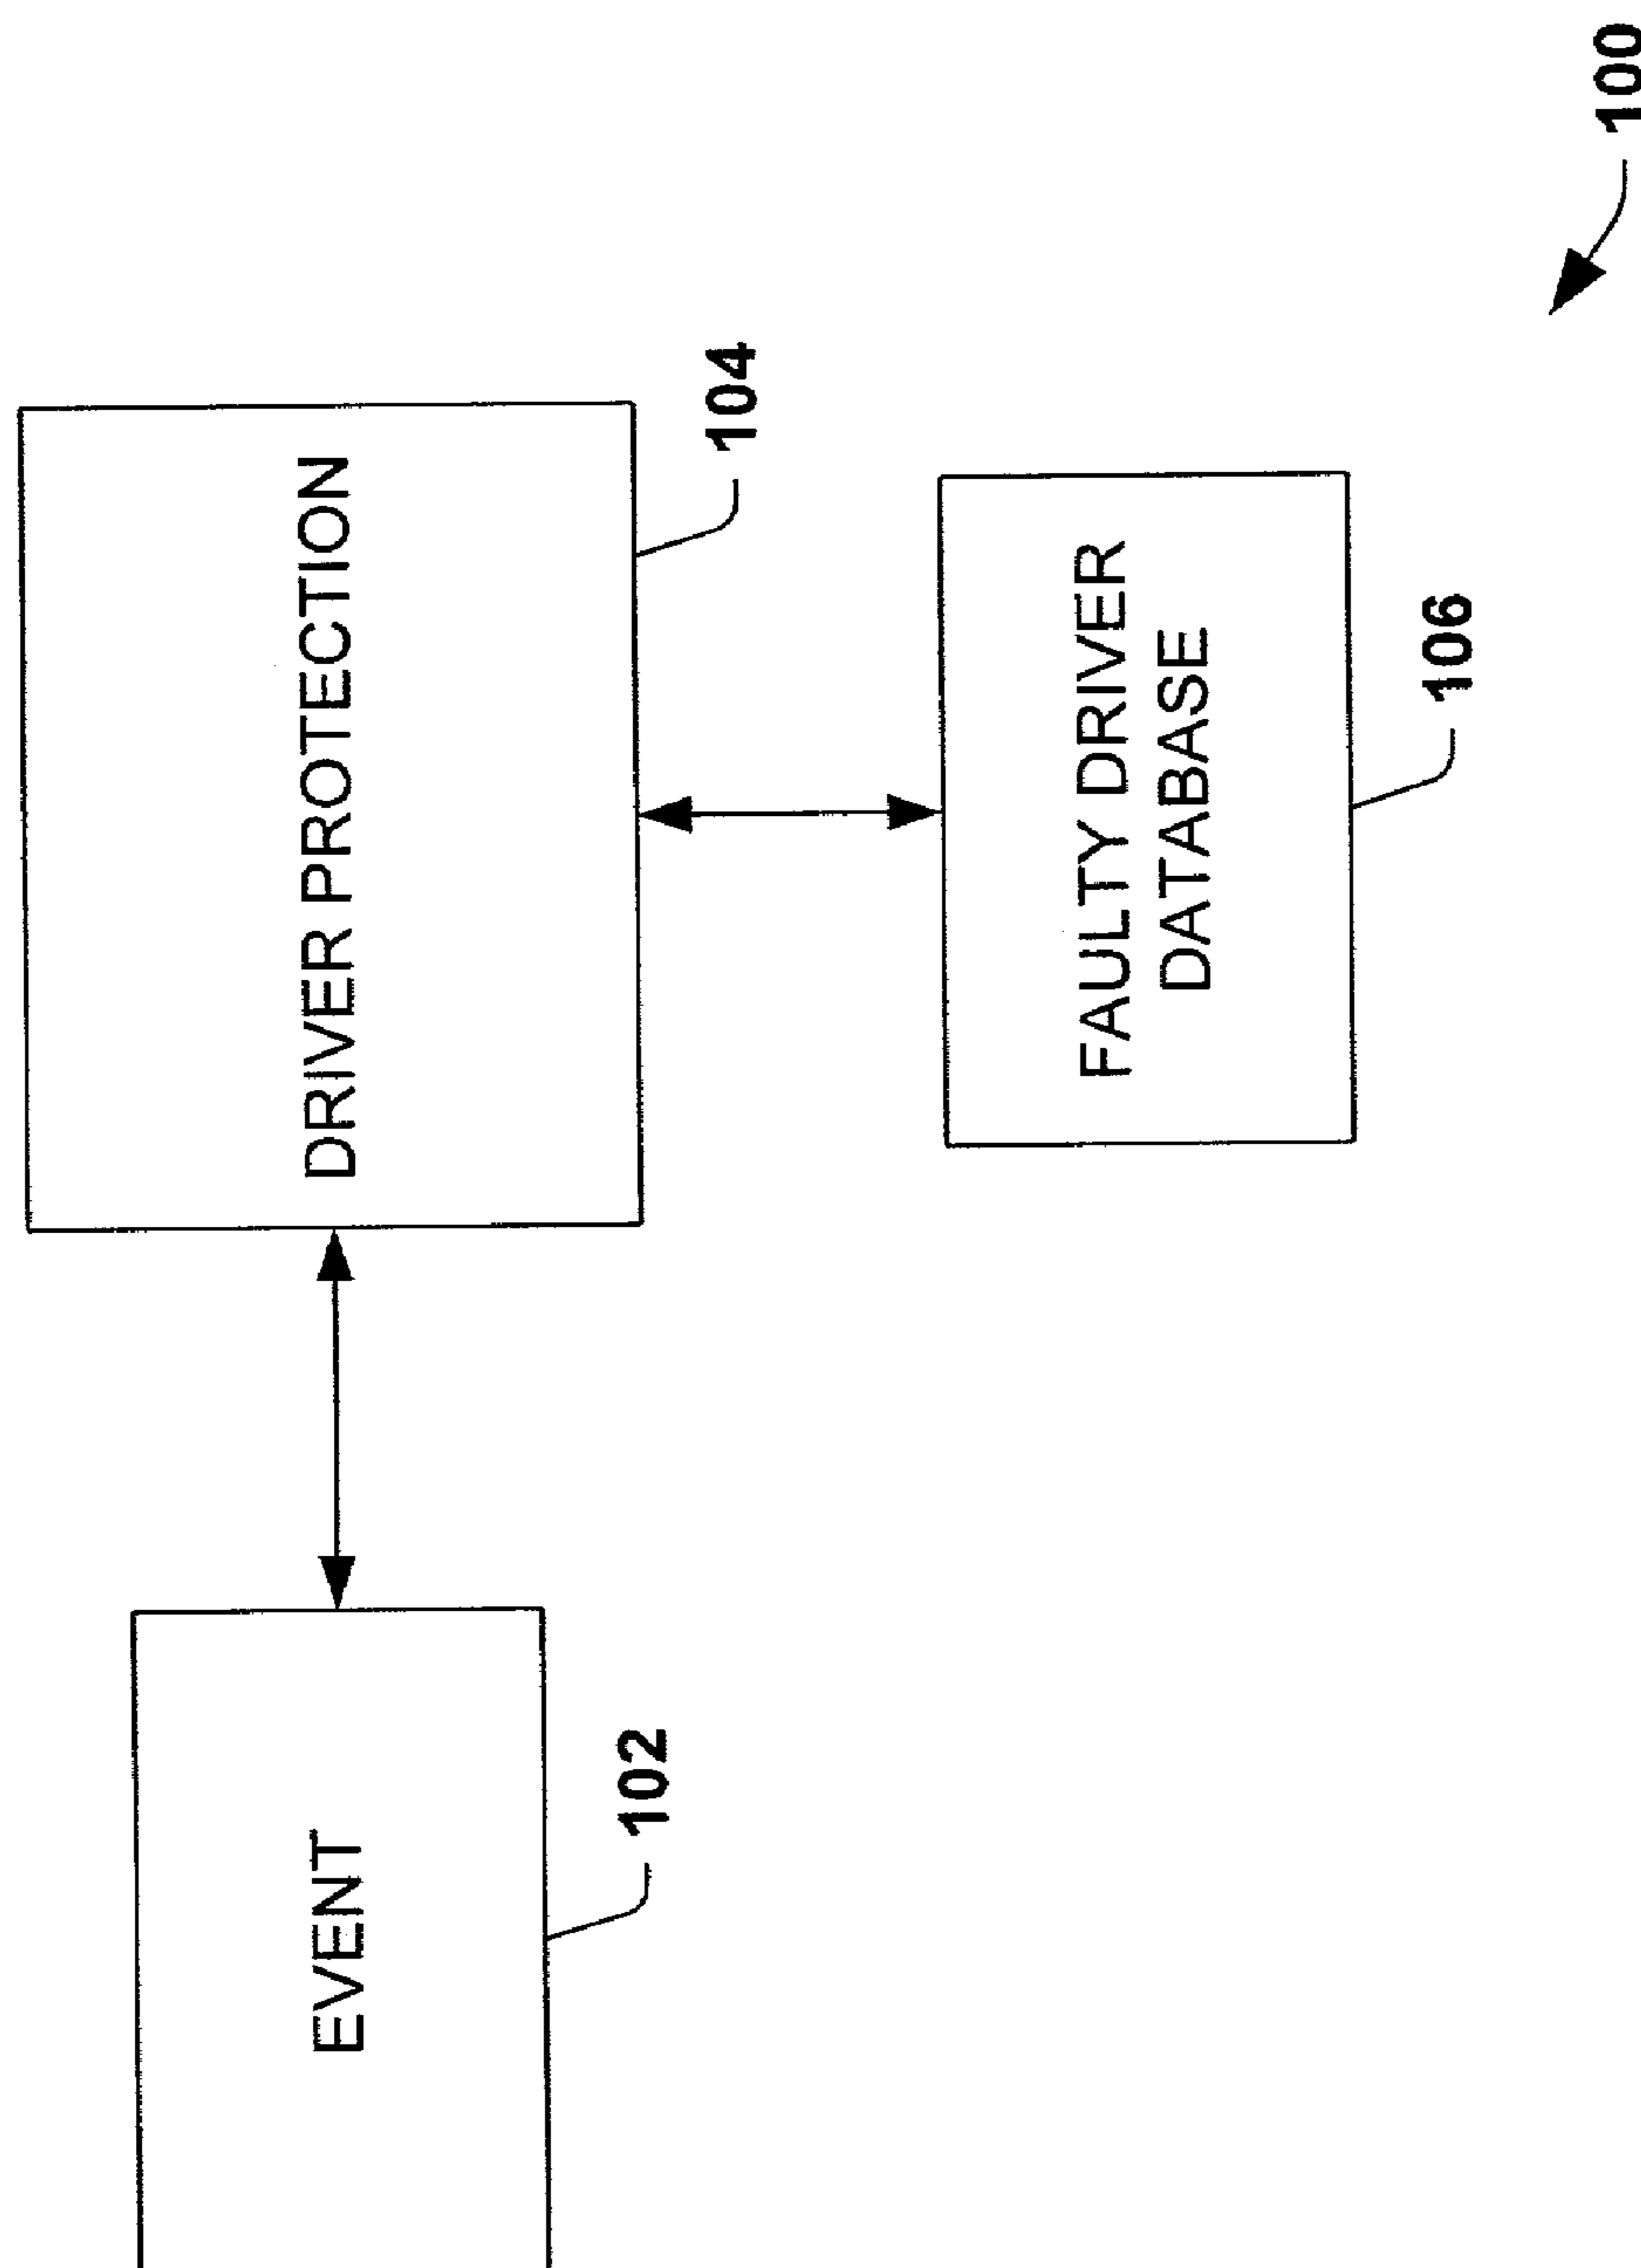 EVENT
102
DRIVER PROTECTION
104
FAULTY DRIVER
DATABASE
106
100